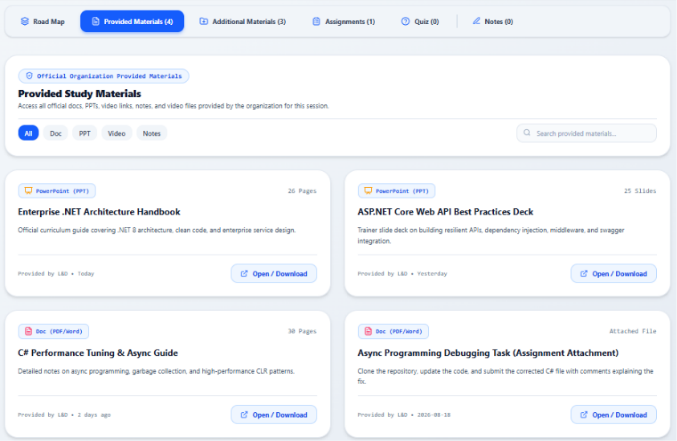 Road Map
Provided Materials (4)
Additional Materials (3)
Assignments (1)
Quiz (0)
Notes (0)
Official Organization Provided Materials
Provided Study Materials
Access all official docs, PPTs, video links, notes, and video files provided by the organization for this session.
All
Doc
PPT
Video
Notes
Search provided materials...
PowerPoint (PPT)
26 Pages
Enterprise .NET Architecture Handbook
Official curriculum guide covering .NET 8 architecture, clean code, and enterprise service design.
Provided by L&D • Today
Open / Download
PowerPoint (PPT)
25 Slides
ASP.NET Core Web API Best Practices Deck
Trainer slide deck on building resilient APIs, dependency injection, middleware, and swagger
integration.
Provided by L&D • Yesterday
Open / Download
Doc (PDF/Word)
30 Pages
C# Performance Tuning & Async Guide
Detailed notes on async programming, garbage collection, and high-performance CLR patterns.
Provided by L&D • 2 days ago
Open / Download
Doc (PDF/Word)
Attached File
Async Programming Debugging Task (Assignment Attachment)
Clone the repository, update the code, and submit the corrected C# file with comments explaining the
fix.
Provided by L&D • 2026-08-10
Open / Download